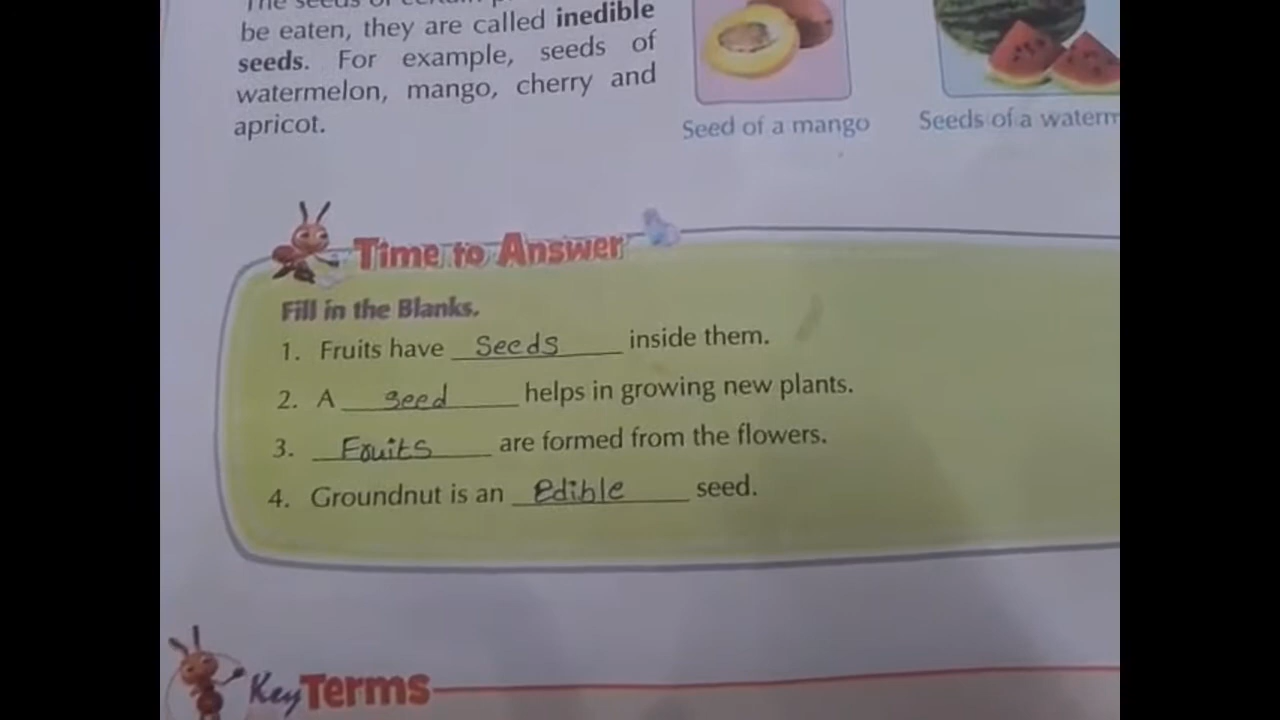 be eaten, they are called inedible
seeds. For example, seeds of
watermelon, mango, cherry and
apricot.
Seed of a mango
Seeds of a
Time to Answer
Fill in the Blanks.
1. Fruits have Seeds inside them.
2. A seed helps in growing new plants.
3. Fruits are formed from the flowers.
4. Groundnut is an edible seed.
Key Terms